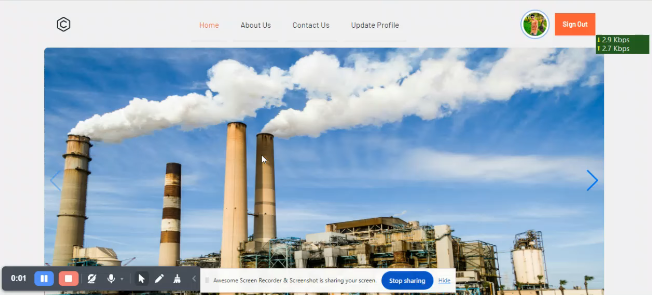 Home About Us Contact Us Update Profile Sign Out
2.9 Kbps
2.7 Kbps
0:01 Awesome Screen Recorder & Screenshot is sharing your screen. Stop sharing Hide